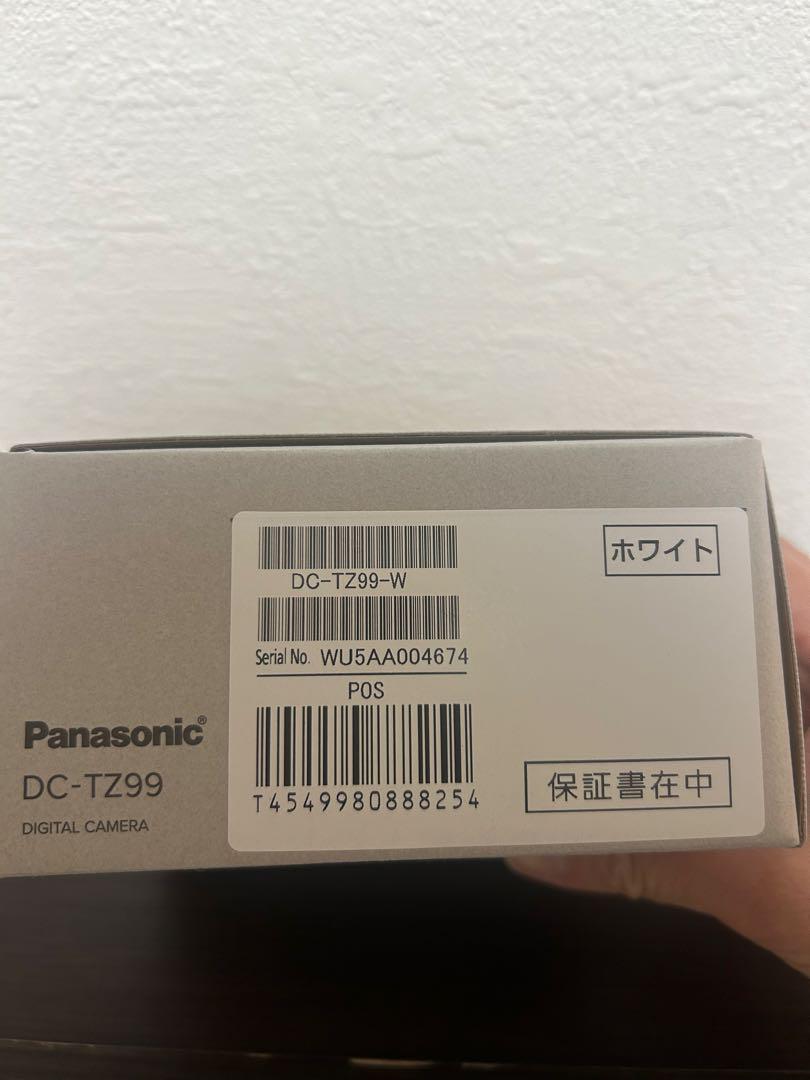 DC-TZ99-W
ホワイト
Serial No. WU5AA004674
POS
T4549980888254
保証書在中
Panasonic®
DC-TZ99
DIGITAL CAMERA